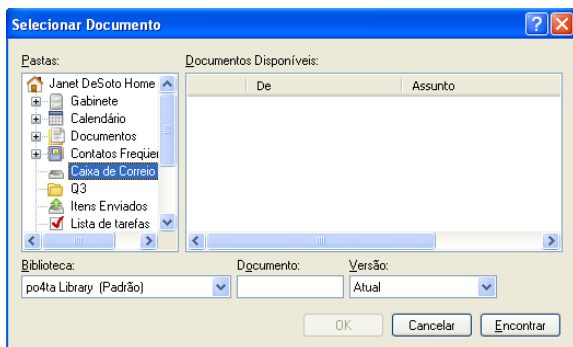 Selecionar Documento
Pastas:
Documentos Disponíveis:
Janet DeSoto Home
De
Assunto
Gabinete
Calendário
Documentos
Contatos Freqüer
Caixa de Correio
Q3
Itens Enviados
Lista de tarefas
Biblioteca:
Documento:
Versão:
po4ta Library (Padrão)
Atual
OK
Cancelar
Encontrar